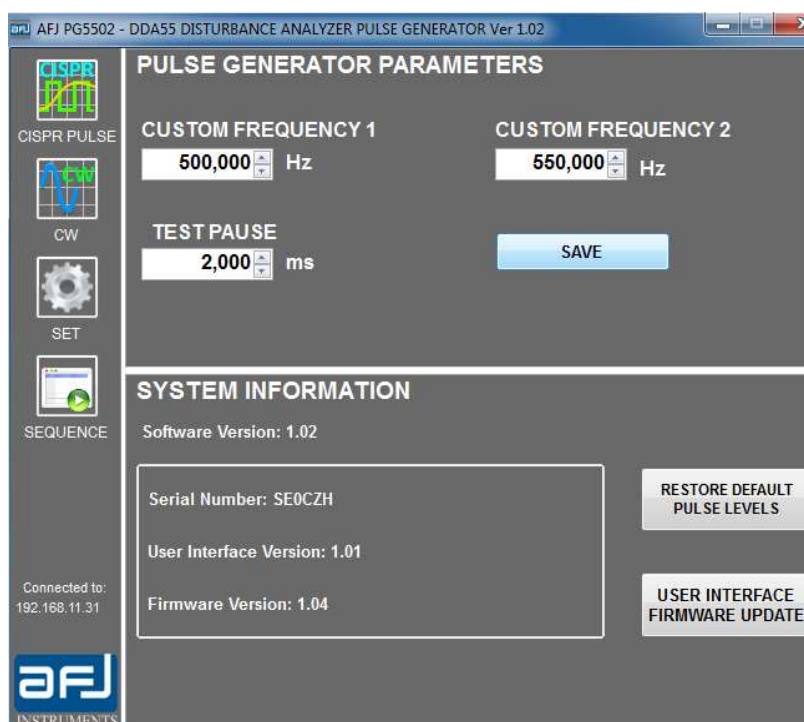 AFJ PG5502 - DDA55 DISTURBANCE ANALYZER PULSE GENERATOR Ver 1.02
CISPR
CISPR PULSE
CW
CW
SET
SEQUENCE
Connected to:
192.168.11.31
afj
INSTRUMENTS
PULSE GENERATOR PARAMETERS
CUSTOM FREQUENCY 1
500,000 Hz
CUSTOM FREQUENCY 2
550,000 Hz
TEST PAUSE
2,000 ms
SAVE
SYSTEM INFORMATION
Software Version: 1.02
Serial Number: SE0CZH
User Interface Version: 1.01
Firmware Version: 1.04
RESTORE DEFAULT
PULSE LEVELS
USER INTERFACE
FIRMWARE UPDATE